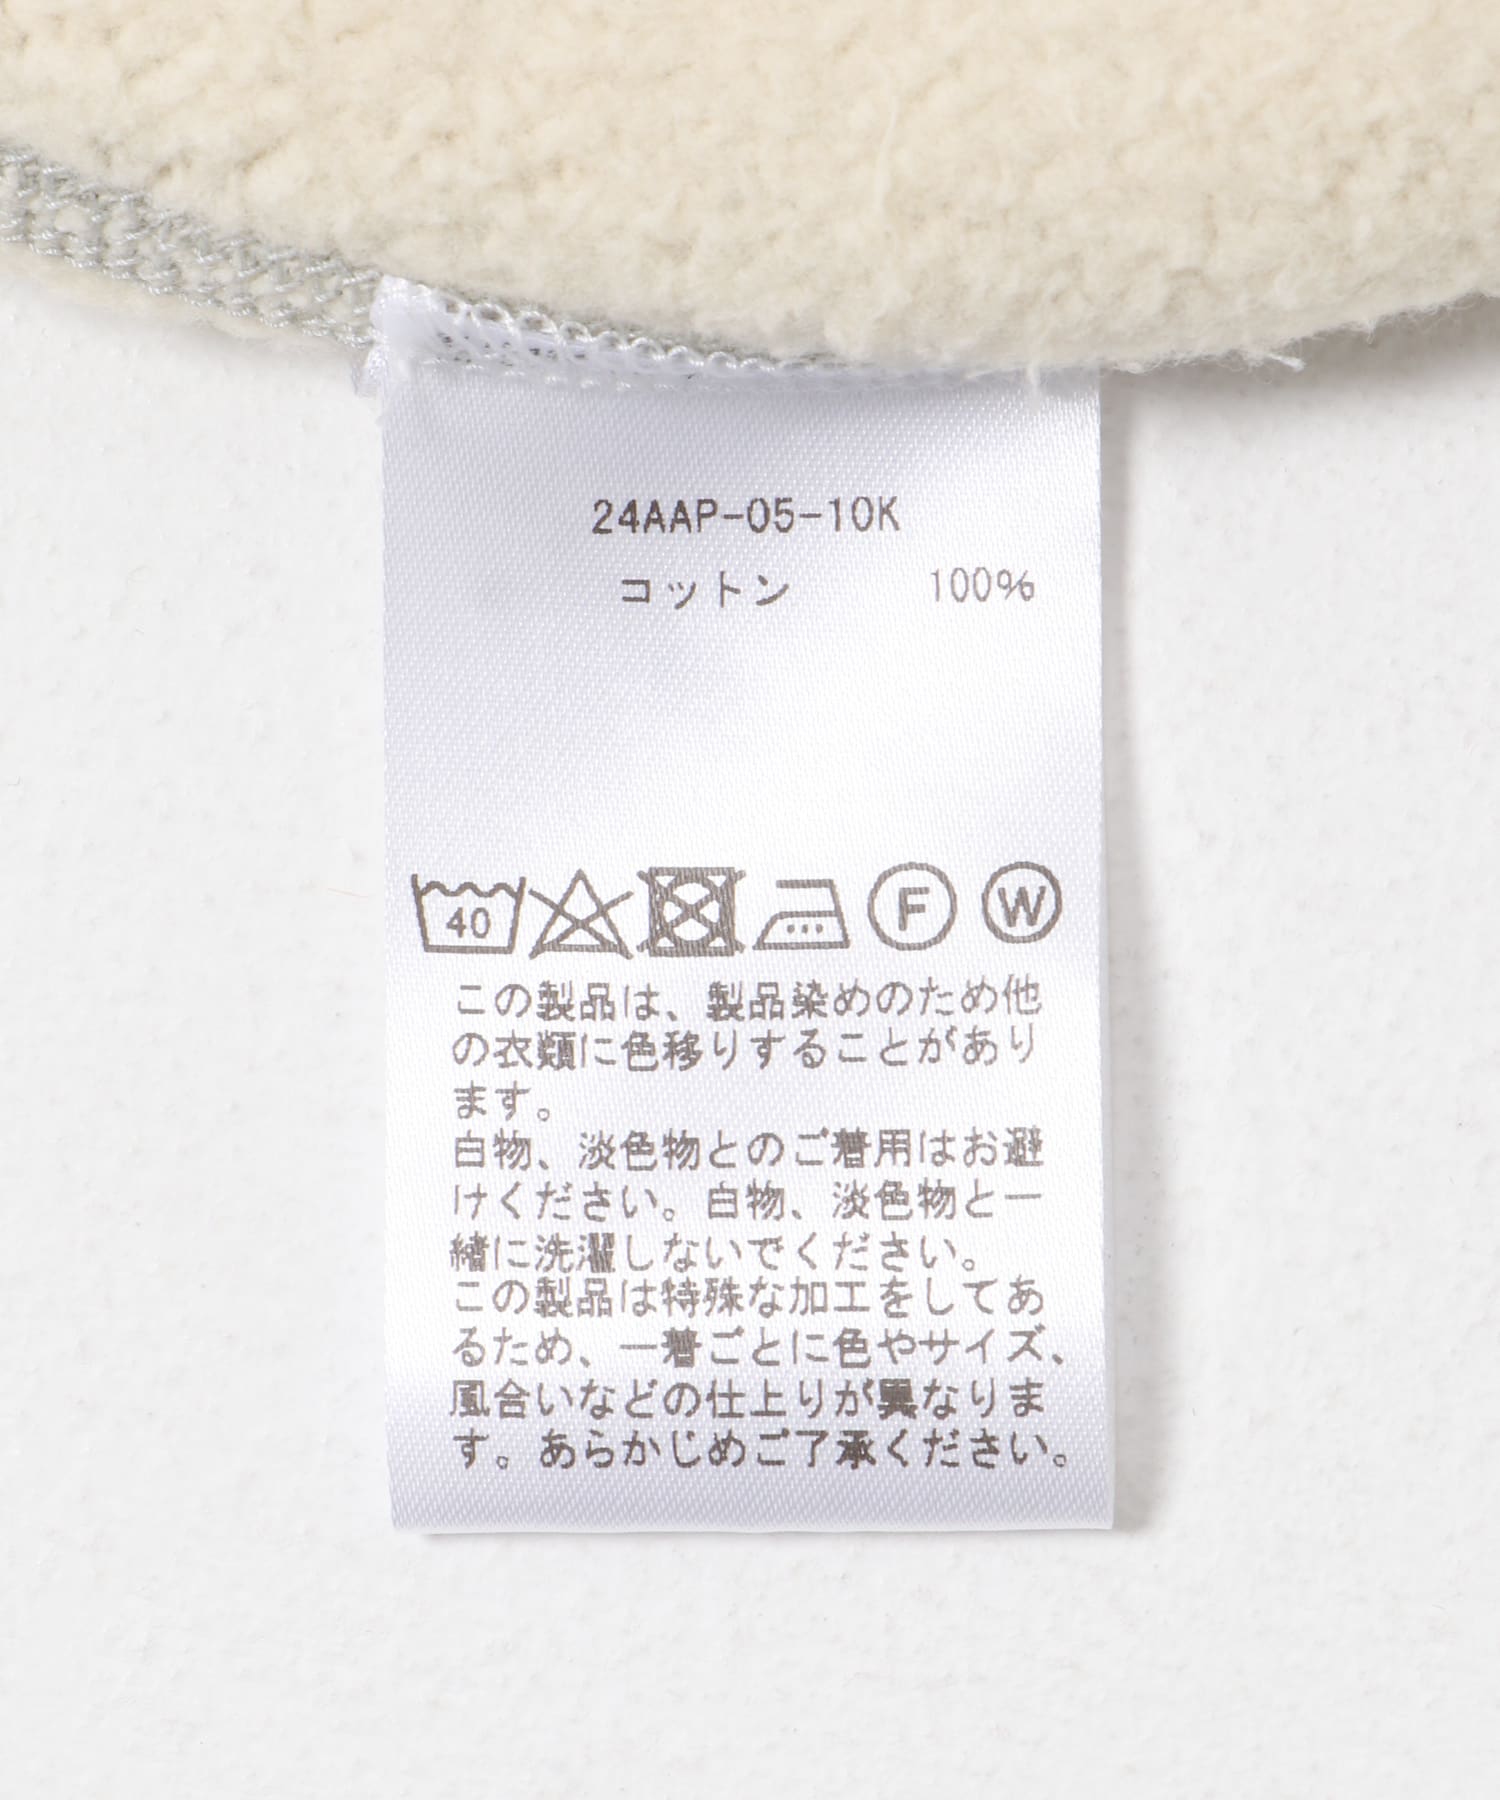 24AAP-05-10K
コットン 100%
40 F W
この製品は、製品染めのため他
の衣類に色移りすることがあり
ます。
白物、淡色物とのご着用はお避
けください。白物、淡色物と一
緒に洗濯しないでください。
この製品は特殊な加工をしてあ
るため、一着ごとに色やサイズ、
風合いなどの仕上りが異なりま
す。あらかじめご了承ください。